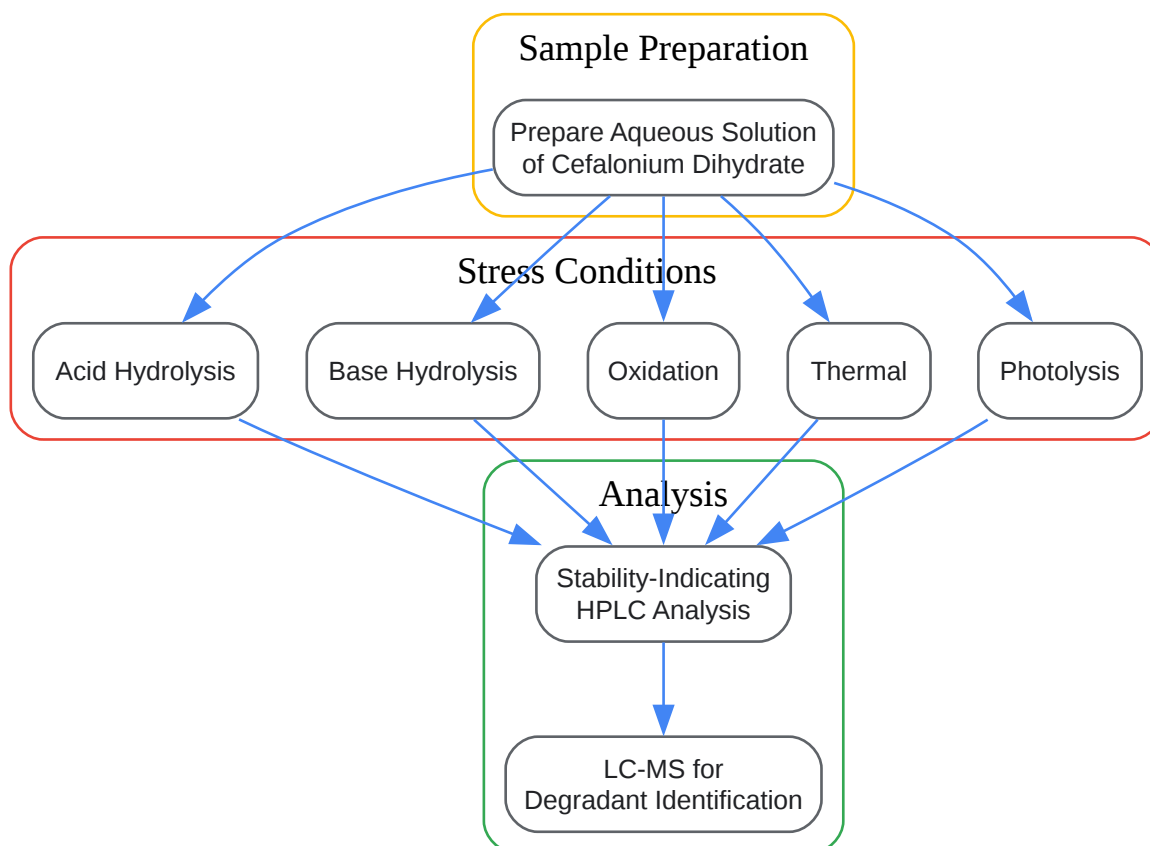 Sample Preparation
Prepare Aqueous Solution
of Cefalonium Dihydrate
Stress Conditions
Acid Hydrolysis
Base Hydrolysis
Oxidation
Thermal
Photolysis
Analysis
Stability-Indicating
HPLC Analysis
LC-MS for
Degradant Identification